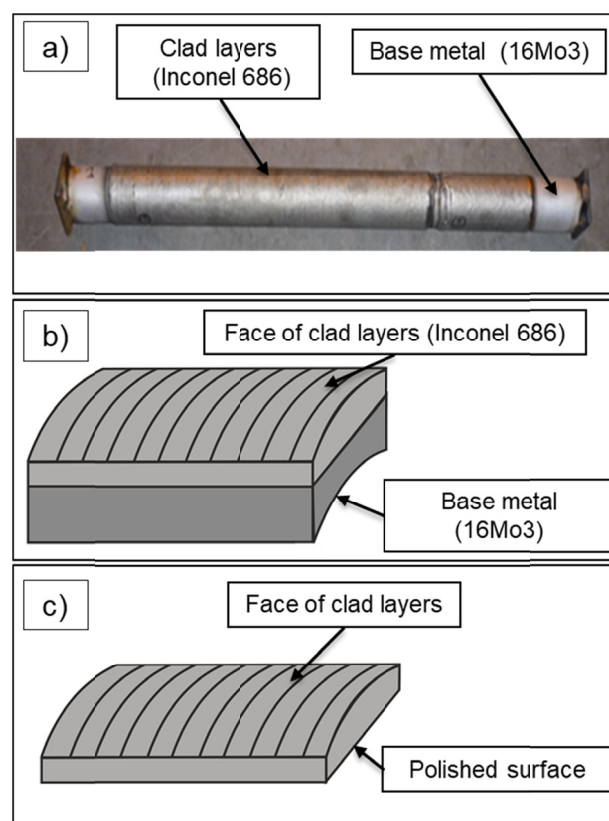 a)
Clad layers
(Inconel 686)
Base metal (16Mo3)
b)
Face of clad layers (Inconel 686)
Base metal
(16Mo3)
c)
Face of clad layers
Polished surface